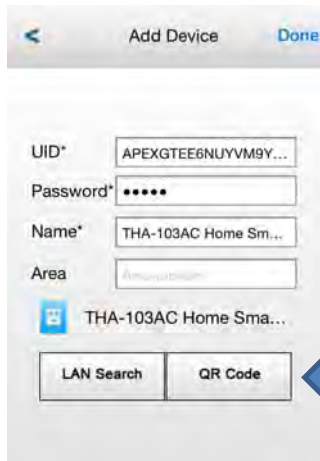 < Add Device Done
UID* APEXGTEE6NUYVM9Y...
Password* •••••
Name* THA-103AC Home Sm...
Area
THA-103AC Home Sma...
LAN Search QR Code